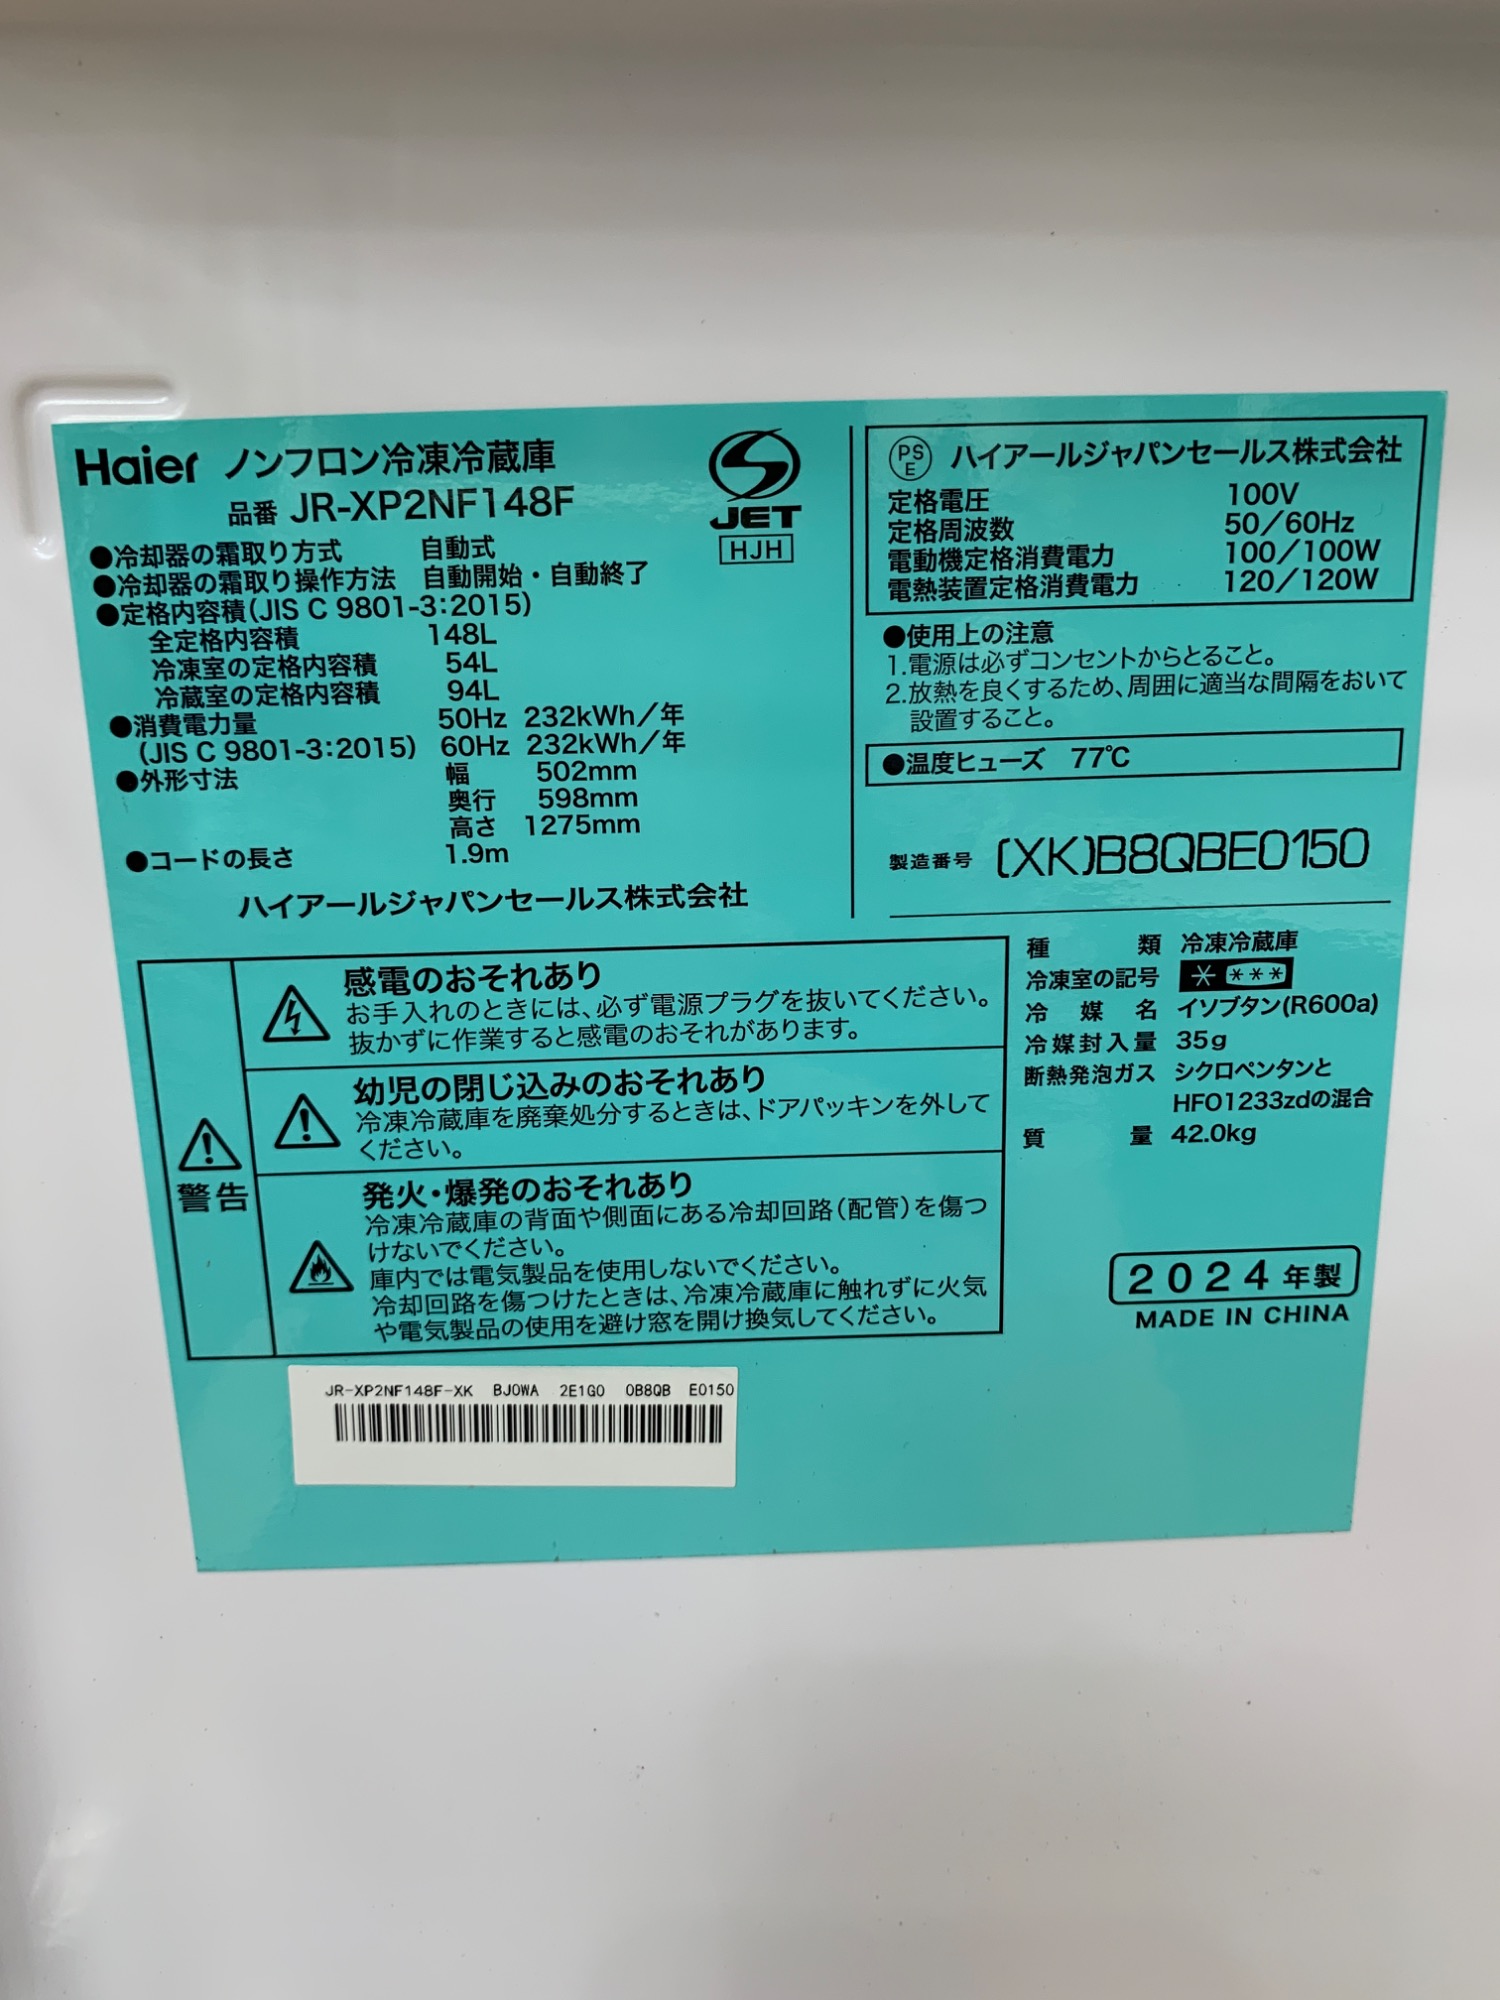 Haier ノンフロン冷凍冷蔵庫
品番 JR-XP2NF148F
JET
HJH
●冷却器の霜取り方式 自動式
●冷却器の霜取り操作方法 自動開始・自動終了
●定格内容積(JIS C 9801-3:2015)
全定格内容積 148L
冷凍室の定格内容積 54L
冷蔵室の定格内容積 94L
●消費電力量 50Hz 232kWh/年
(JIS C 9801-3:2015) 60Hz 232kWh/年
●外形寸法 幅 502mm
奥行 598mm
高さ 1275mm
●コードの長さ 1.9m
ハイアールジャパンセールス株式会社
PSE ハイアールジャパンセールス株式会社
定格電圧 100V
定格周波数 50/60Hz
電動機定格消費電力 100/100W
電熱装置定格消費電力 120/120W
●使用上の注意
1.電源は必ずコンセントからとること。
2.放熱を良くするため、周囲に適当な間隔をおいて
設置すること。
●温度ヒューズ 77℃
製造番号 (XK)B8QBE0150
警告
感電のおそれあり
お手入れのときには、必ず電源プラグを抜いてください。
抜かずに作業すると感電のおそれがあります。
幼児の閉じ込みのおそれあり
冷凍冷蔵庫を廃棄処分するときは、ドアパッキンを外して
ください。
発火・爆発のおそれあり
冷凍冷蔵庫の背面や側面にある冷却回路(配管)を傷つ
けないでください。
庫内では電気製品を使用しないでください。
冷却回路を傷つけたときは、冷凍冷蔵庫に触れずに火気
や電気製品の使用を避け窓を開け換気してください。
種類 冷凍冷蔵庫
冷凍室の記号 * ***
冷媒名 イソブタン(R600a)
冷媒封入量 35g
断熱発泡ガス シクロペンタンと
HFO1233zdの混合
質量 42.0kg
2024年製
MADE IN CHINA
JR-XP2NF148F-XK BJ0WA 2E1G0 0B8QB E0150